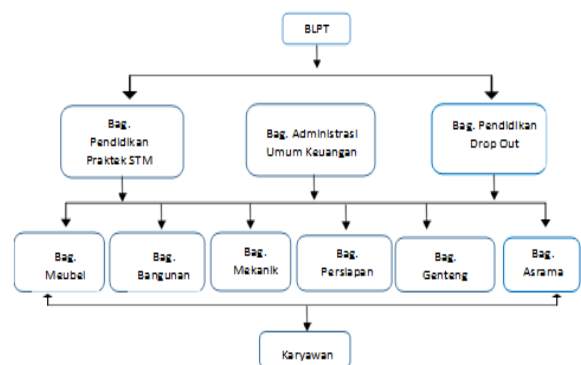 BLPT
Bag.
Pendidikan
Praktek STM
Bag. Administrasi
Umum Keuangan
Bag. Pendidikan
Drop Out
Bag.
Meubel
Bag.
Bangunan
Bag.
Mekanik
Bag.
Persiapan
Bag.
Genteng
Bag.
Asrama
Karyawan